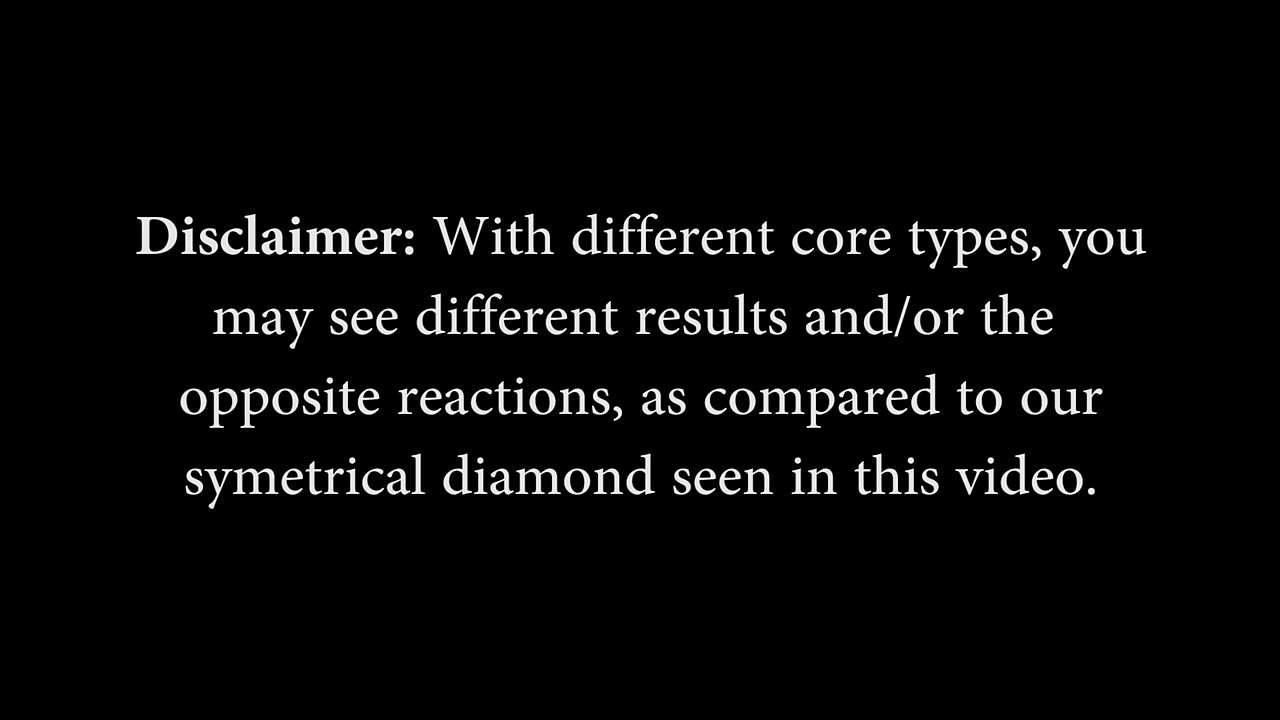 Disclaimer: With different core types, you
may see different results and/or the
opposite reactions, as compared to our
symetrical diamond seen in this video.